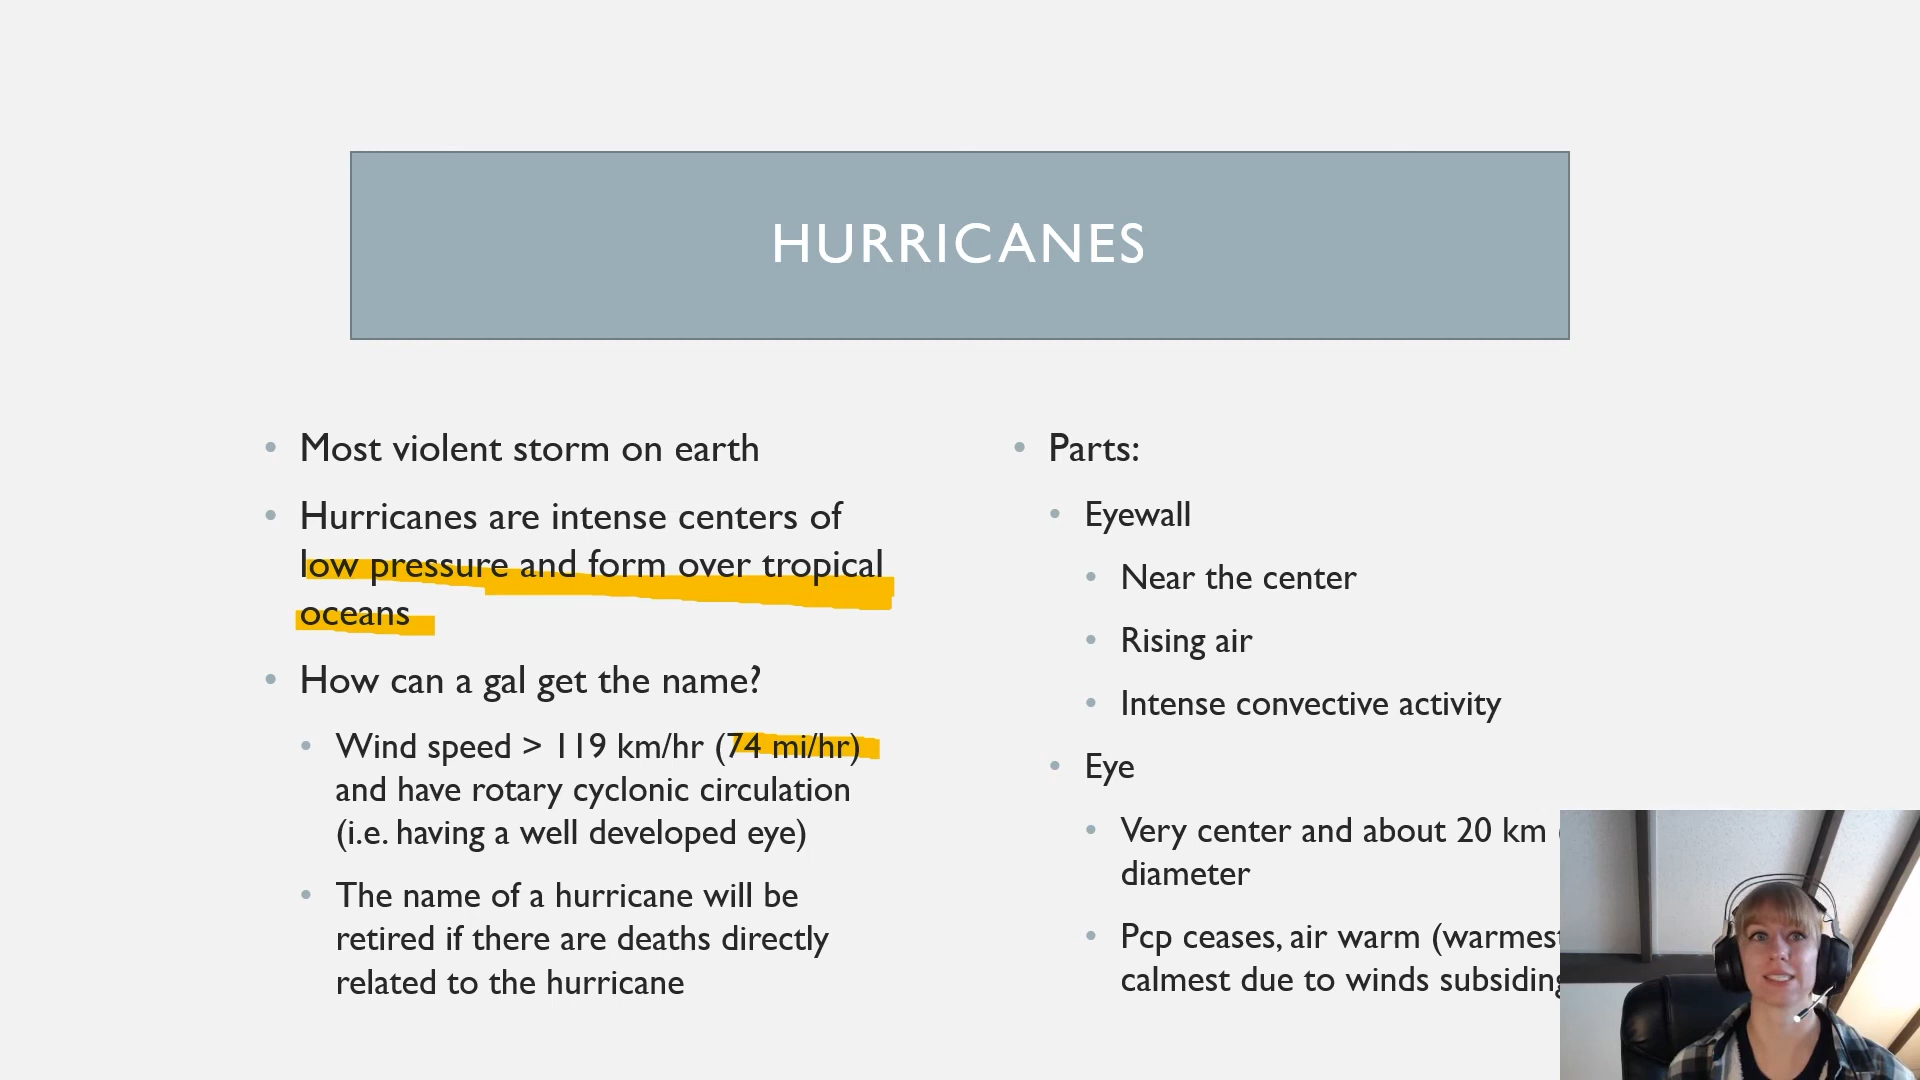 HURRICANES
Most violent storm on earth
Hurricanes are intense centers of
low pressure and form over tropical
oceans
How can a gal get the name?
Wind speed > 119 km/hr (74 mi/hr)
and have rotary cyclonic circulation
(i.e. having a well developed eye)
The name of a hurricane will be
retired if there are deaths directly
related to the hurricane
Parts:
Eyewall
Near the center
Rising air
Intense convective activity
Eye
Very center and about 20 km
diameter
Pcp ceases, air warm (warmest
calmest due to winds subsiding